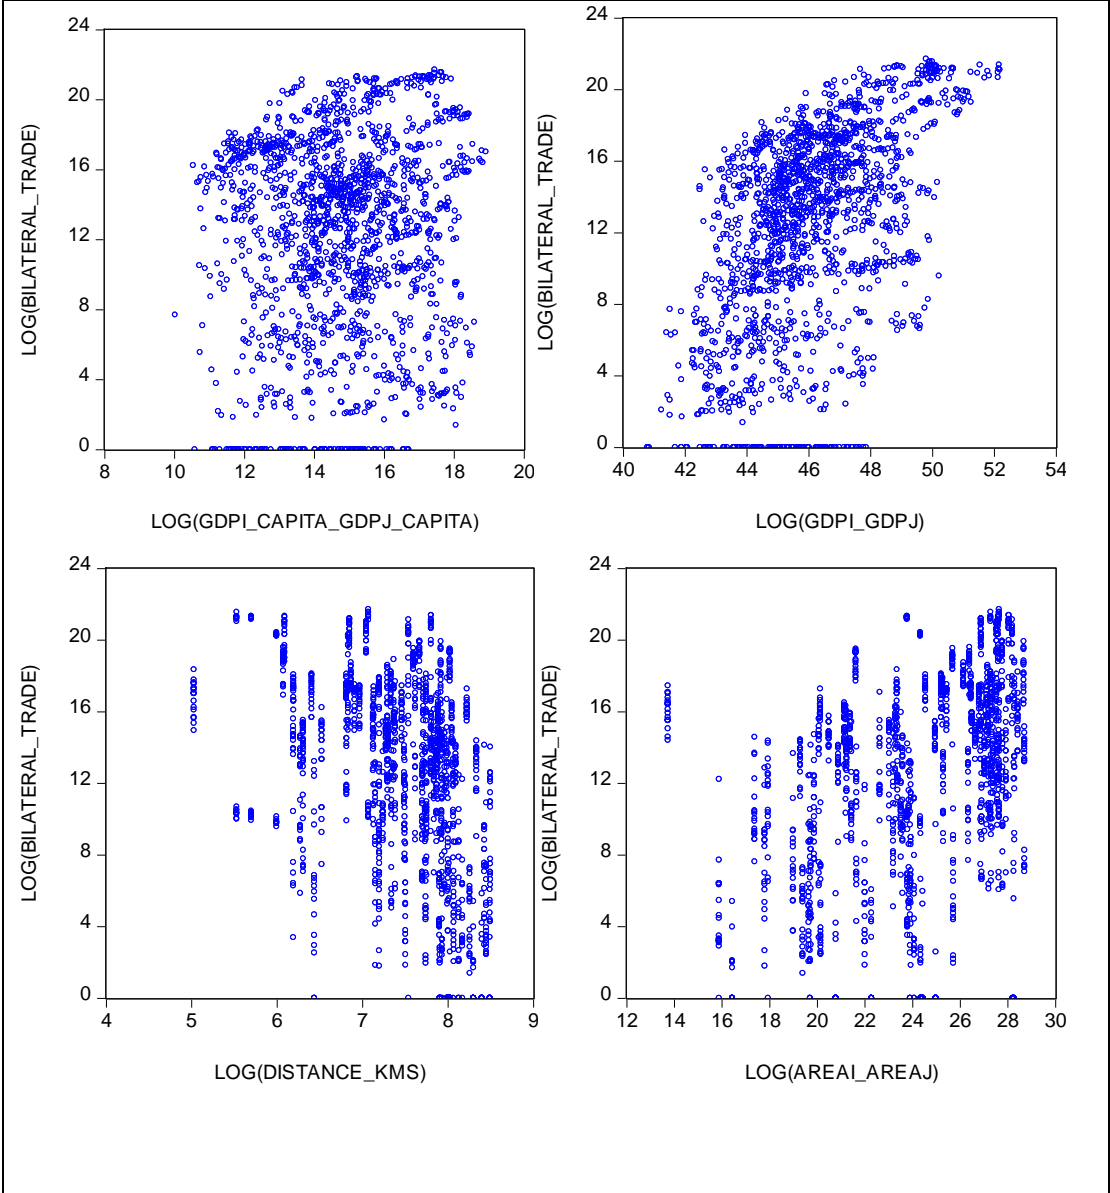 24
20
16
12
8
4
0
LOG(BILATERAL_TRADE)
8 10 12 14 16 18 20
LOG(GDPI_CAPITA_GDPJ_CAPITA)
24
20
16
12
8
4
0
LOG(BILATERAL_TRADE)
40 42 44 46 48 50 52 54
LOG(GDPI_GDPJ)
24
20
16
12
8
4
0
LOG(BILATERAL_TRADE)
4 5 6 7 8 9
LOG(DISTANCE_KMS)
24
20
16
12
8
4
0
LOG(BILATERAL_TRADE)
12 14 16 18 20 22 24 26 28 30
LOG(AREAI_AREAJ)